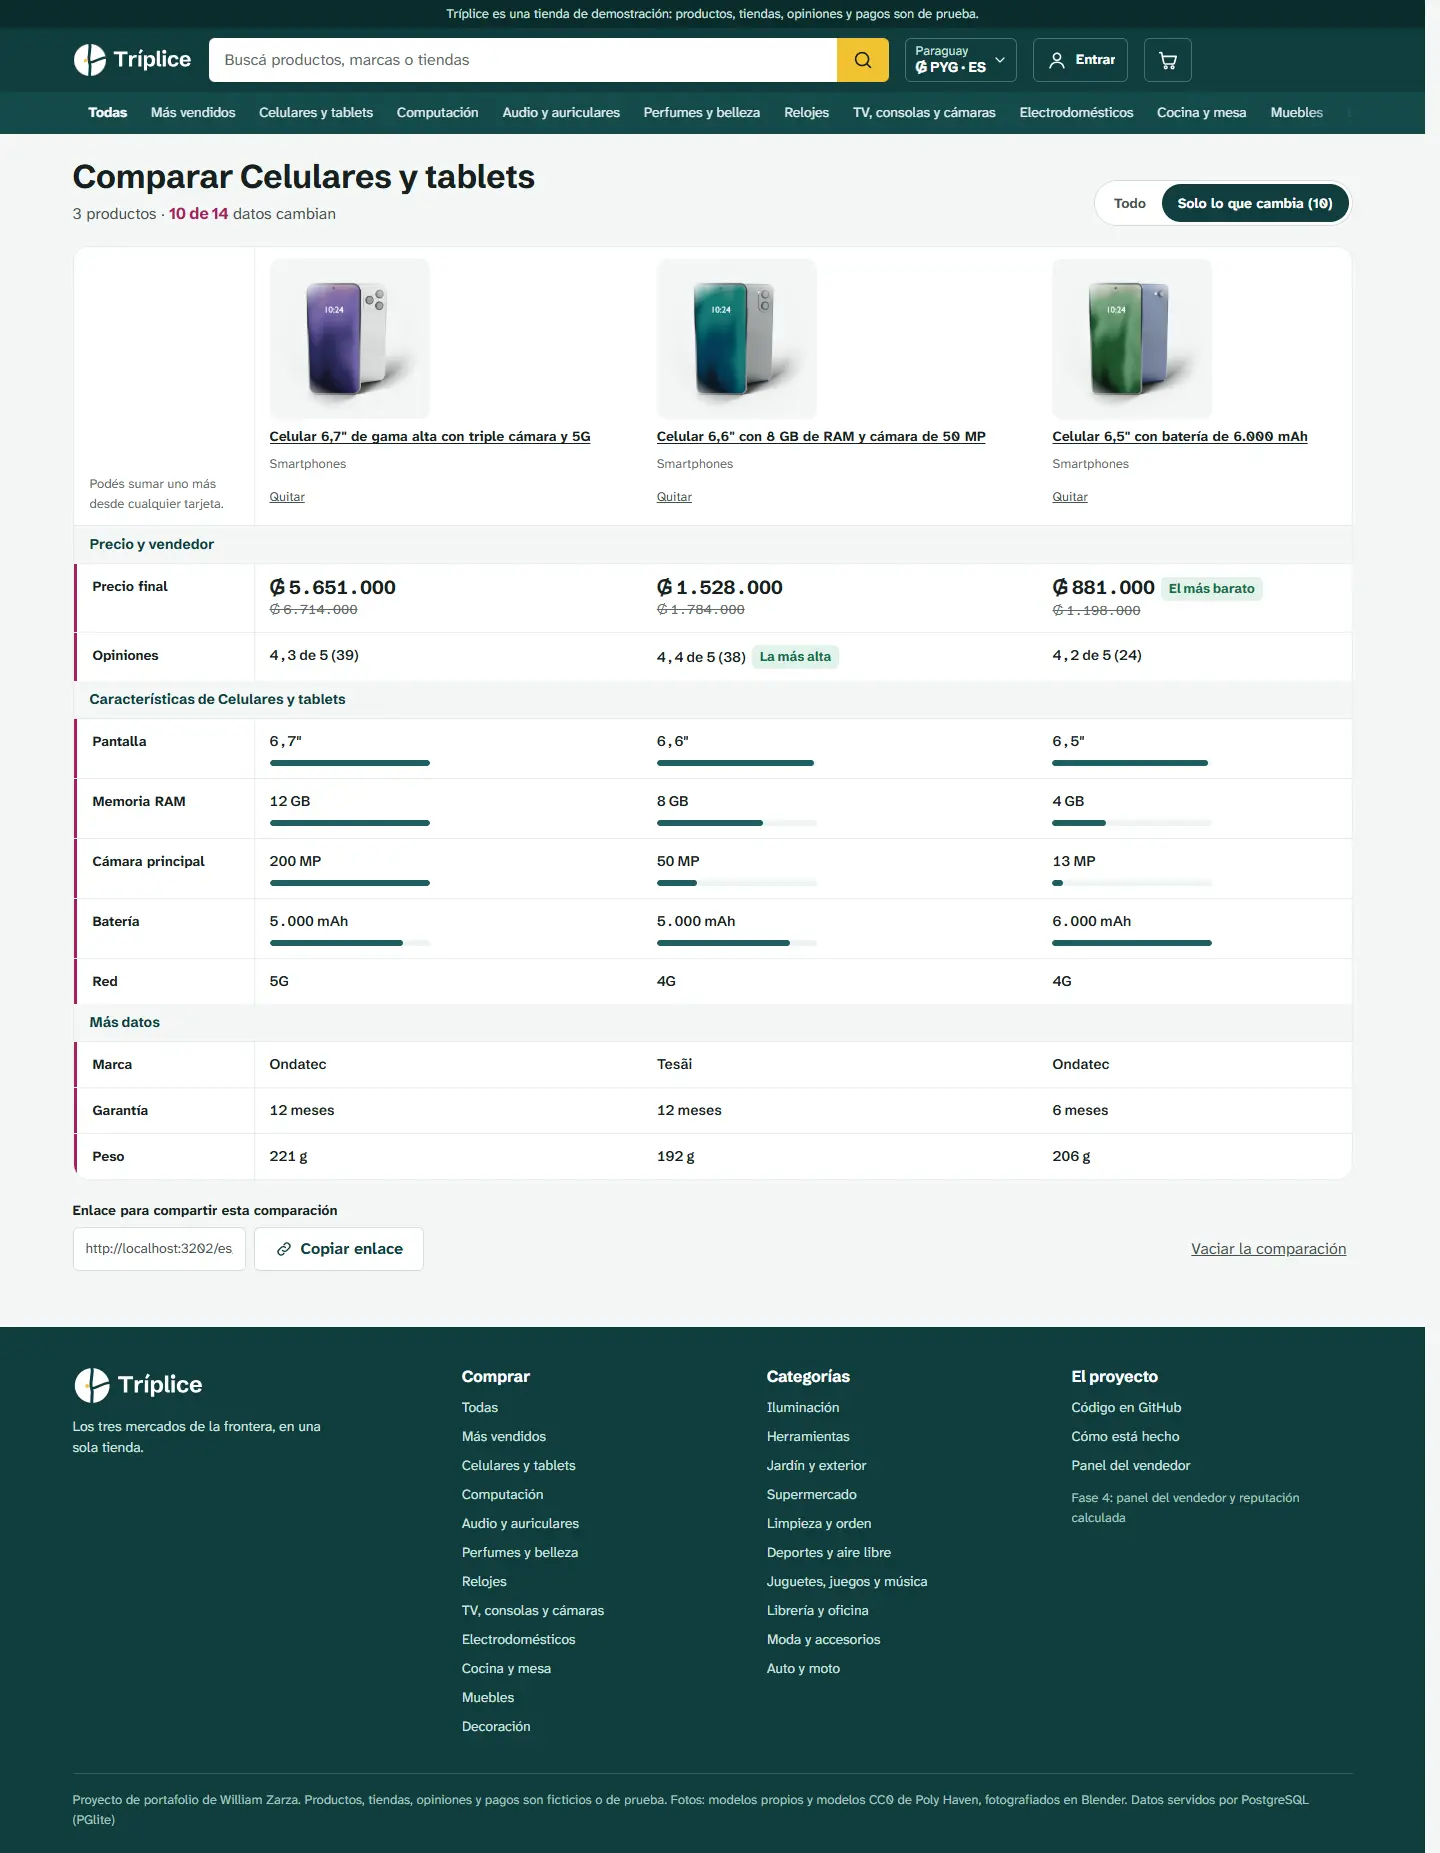 Tríplice es una tienda de demostración: productos, tiendas, opiniones y pagos son de prueba.
Tríplice
Buscá productos, marcas o tiendas
Paraguay
₲ PYG · ES
Entrar
Todas Más vendidos Celulares y tablets Computación Audio y auriculares Perfumes y belleza Relojes TV, consolas y cámaras Electrodomésticos Cocina y mesa Muebles
Comparar Celulares y tablets
3 productos · 10 de 14 datos cambian
Todo Solo lo que cambia (10)
10:24 10:24 10:24
Podés sumar uno más
desde cualquier tarjeta.
Celular 6,7" de gama alta con triple cámara y 5G
Smartphones
Quitar
Celular 6,6" con 8 GB de RAM y cámara de 50 MP
Smartphones
Quitar
Celular 6,5" con batería de 6.000 mAh
Smartphones
Quitar
Precio y vendedor
Precio final ₲ 5.651.000 ₲ 1.528.000 ₲ 881.000 El más barato
₲ 6.714.000 ₲ 1.784.000 ₲ 1.198.000
Opiniones 4,3 de 5 (39) 4,4 de 5 (38) La más alta 4,2 de 5 (24)
Características de Celulares y tablets
Pantalla 6,7" 6,6" 6,5"
Memoria RAM 12 GB 8 GB 4 GB
Cámara principal 200 MP 50 MP 13 MP
Batería 5.000 mAh 5.000 mAh 6.000 mAh
Red 5G 4G 4G
Más datos
Marca Ondatec Tesãi Ondatec
Garantía 12 meses 12 meses 6 meses
Peso 221 g 192 g 206 g
Enlace para compartir esta comparación
http://localhost:3202/es
Copiar enlace
Vaciar la comparación
Tríplice
Los tres mercados de la frontera, en una
sola tienda.
Comprar
Todas
Más vendidos
Celulares y tablets
Computación
Audio y auriculares
Perfumes y belleza
Relojes
TV, consolas y cámaras
Electrodomésticos
Cocina y mesa
Muebles
Decoración
Categorías
Iluminación
Herramientas
Jardín y exterior
Supermercado
Limpieza y orden
Deportes y aire libre
Juguetes, juegos y música
Librería y oficina
Moda y accesorios
Auto y moto
El proyecto
Código en GitHub
Cómo está hecho
Panel del vendedor
Fase 4: panel del vendedor y reputación
calculada
Proyecto de portafolio de William Zarza. Productos, tiendas, opiniones y pagos son ficticios o de prueba. Fotos: modelos propios y modelos CC0 de Poly Haven, fotografiados en Blender. Datos servidos por PostgreSQL
(PGlite)